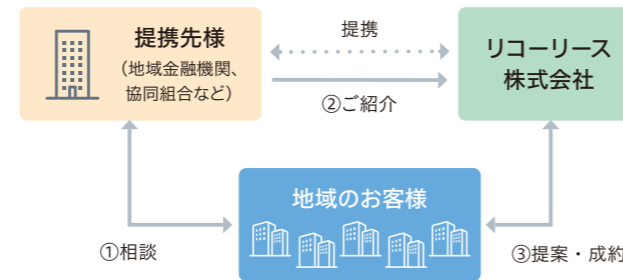 提携先様
（地域金融機関、
協同組合など）
提携
②ご紹介
リコーリース
株式会社
地域のお客様
①相談
③提案・成約